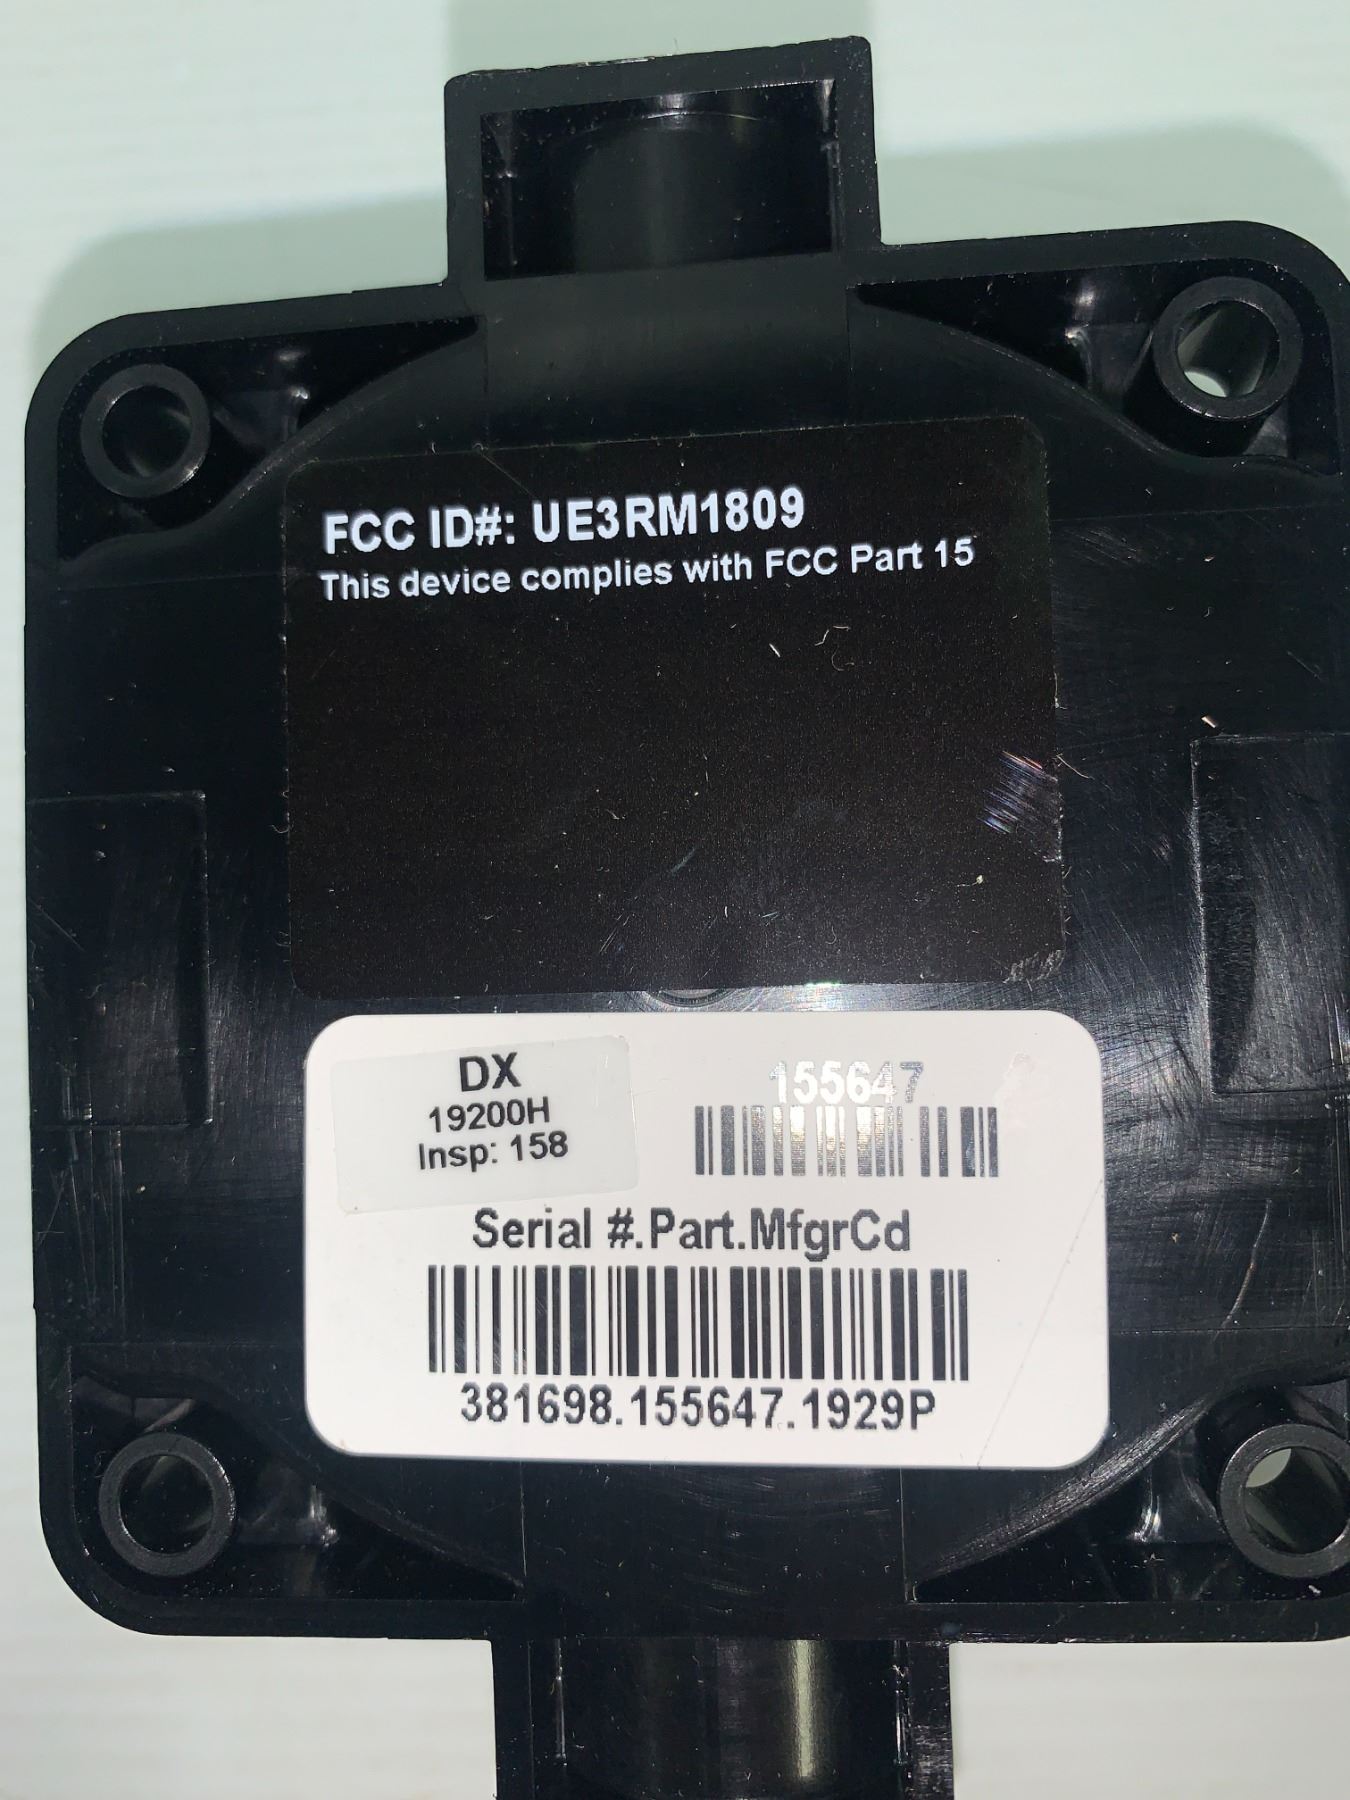 FCC ID#: UE3RM1809
This device complies with FCC Part 15
DX
19200H
Insp: 158
155647
Serial #.Part.MfgrCd
381698.155647.1929P